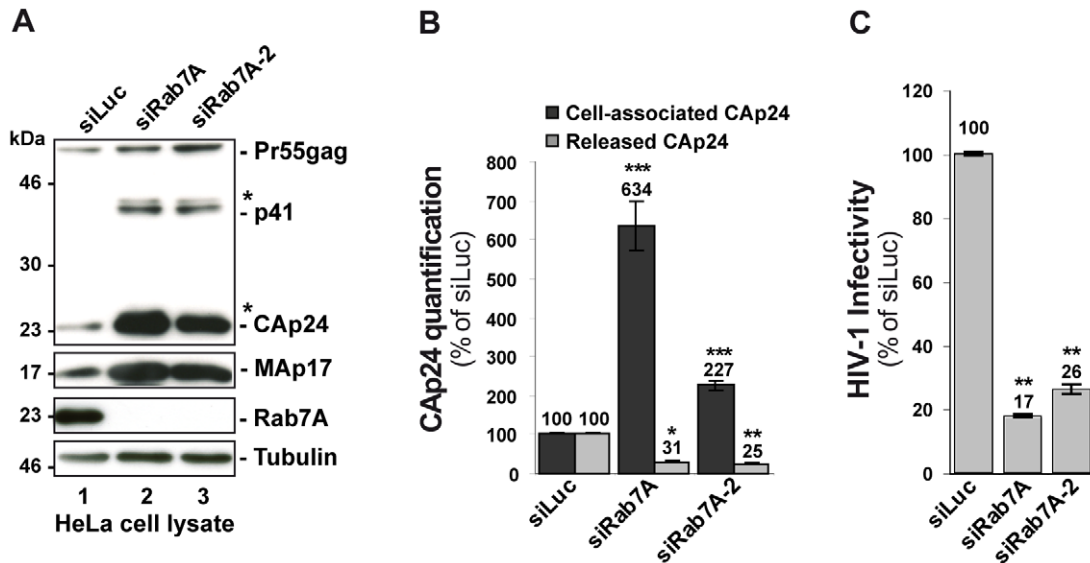 A
siLuc
siRab7A
siRab7A-2
kDa
- Pr55gag
46
*
- p41
30
*
- CAp24
23
17
- MAp17
23
- Rab7A
- Tubulin
46
1 2 3
HeLa cell lysate
B
Cell-associated CAp24
Released CAp24
CAp24 quantification
(% of siLuc)
800
700
600
500
400
300
200
100
0
100
100
***
634
*
31
***
227
**
25
siLuc
siRab7A
siRab7A-2
C
HIV-1 Infectivity
(% of siLuc)
120
100
80
60
40
20
0
100
**
17
**
26
siLuc
siRab7A
siRab7A-2